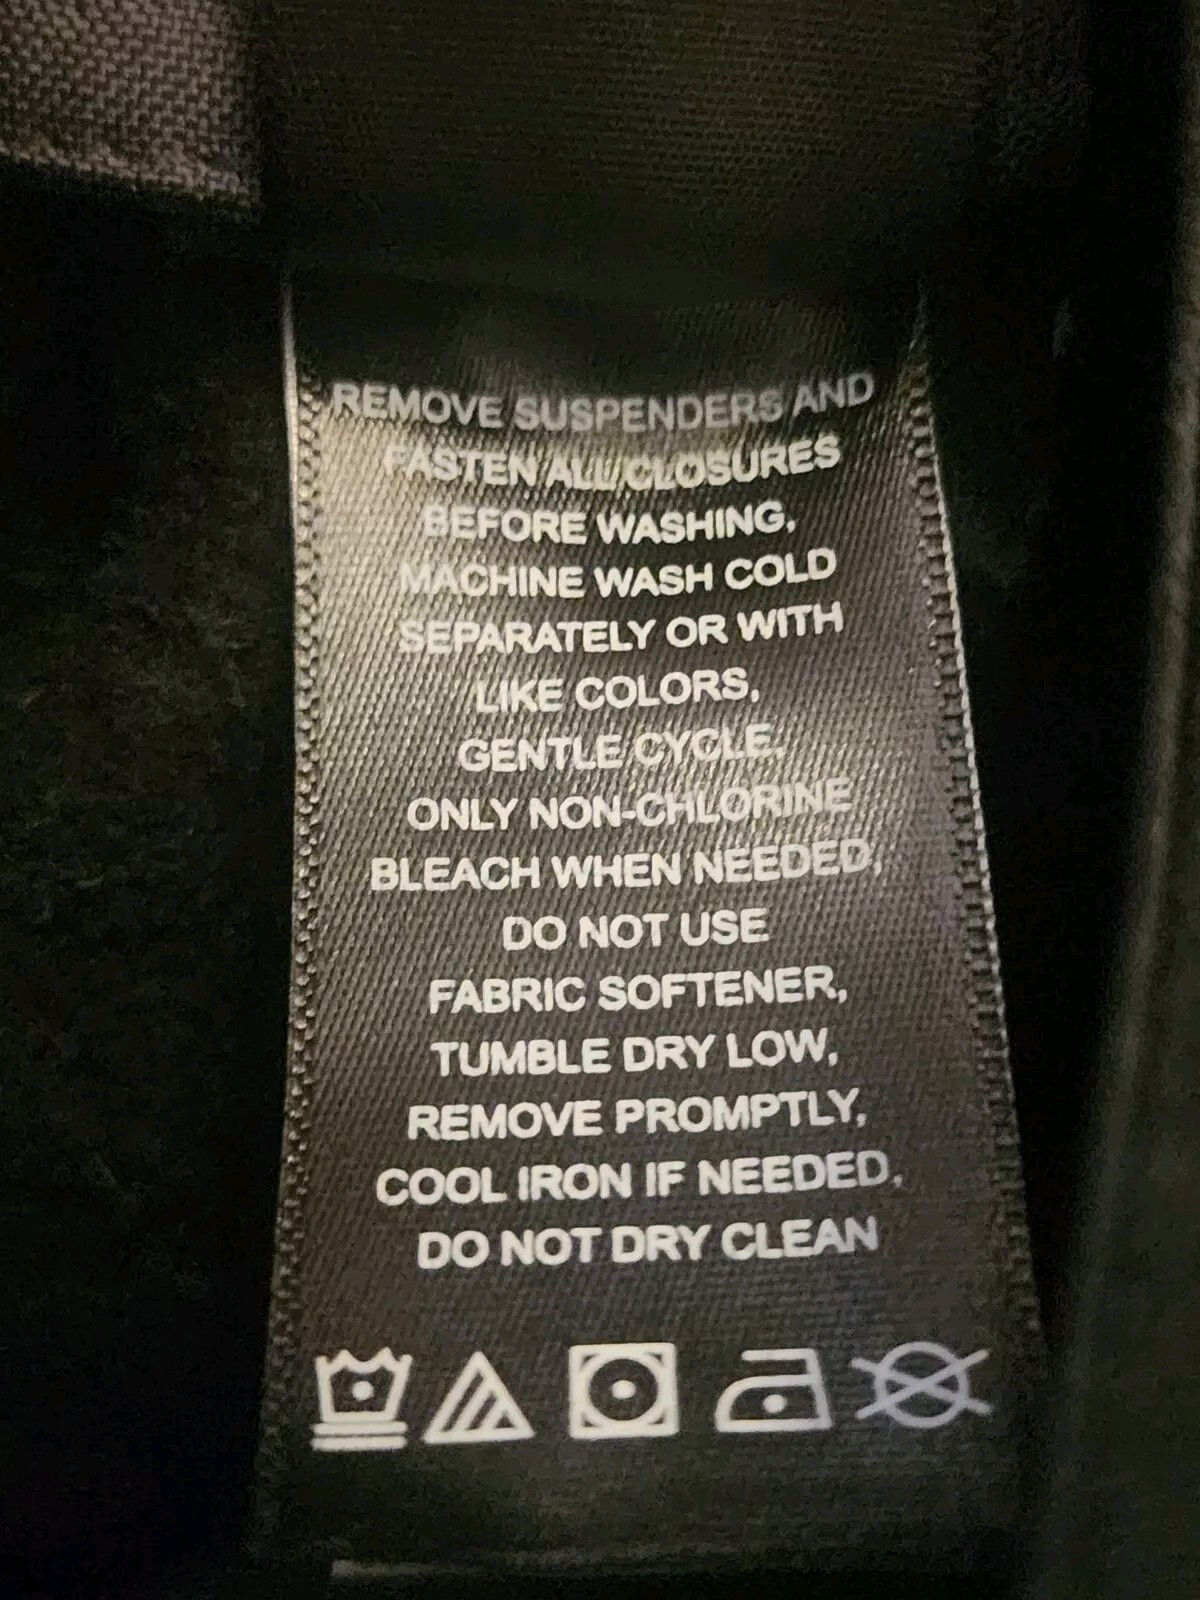 REMOVE SUSPENDERS AND
FASTEN ALL CLOSURES
BEFORE WASHING,
MACHINE WASH COLD
SEPARATELY OR WITH
LIKE COLORS,
GENTLE CYCLE,
ONLY NON-CHLORINE
BLEACH WHEN NEEDED,
DO NOT USE
FABRIC SOFTENER,
TUMBLE DRY LOW,
REMOVE PROMPTLY,
COOL IRON IF NEEDED,
DO NOT DRY CLEAN